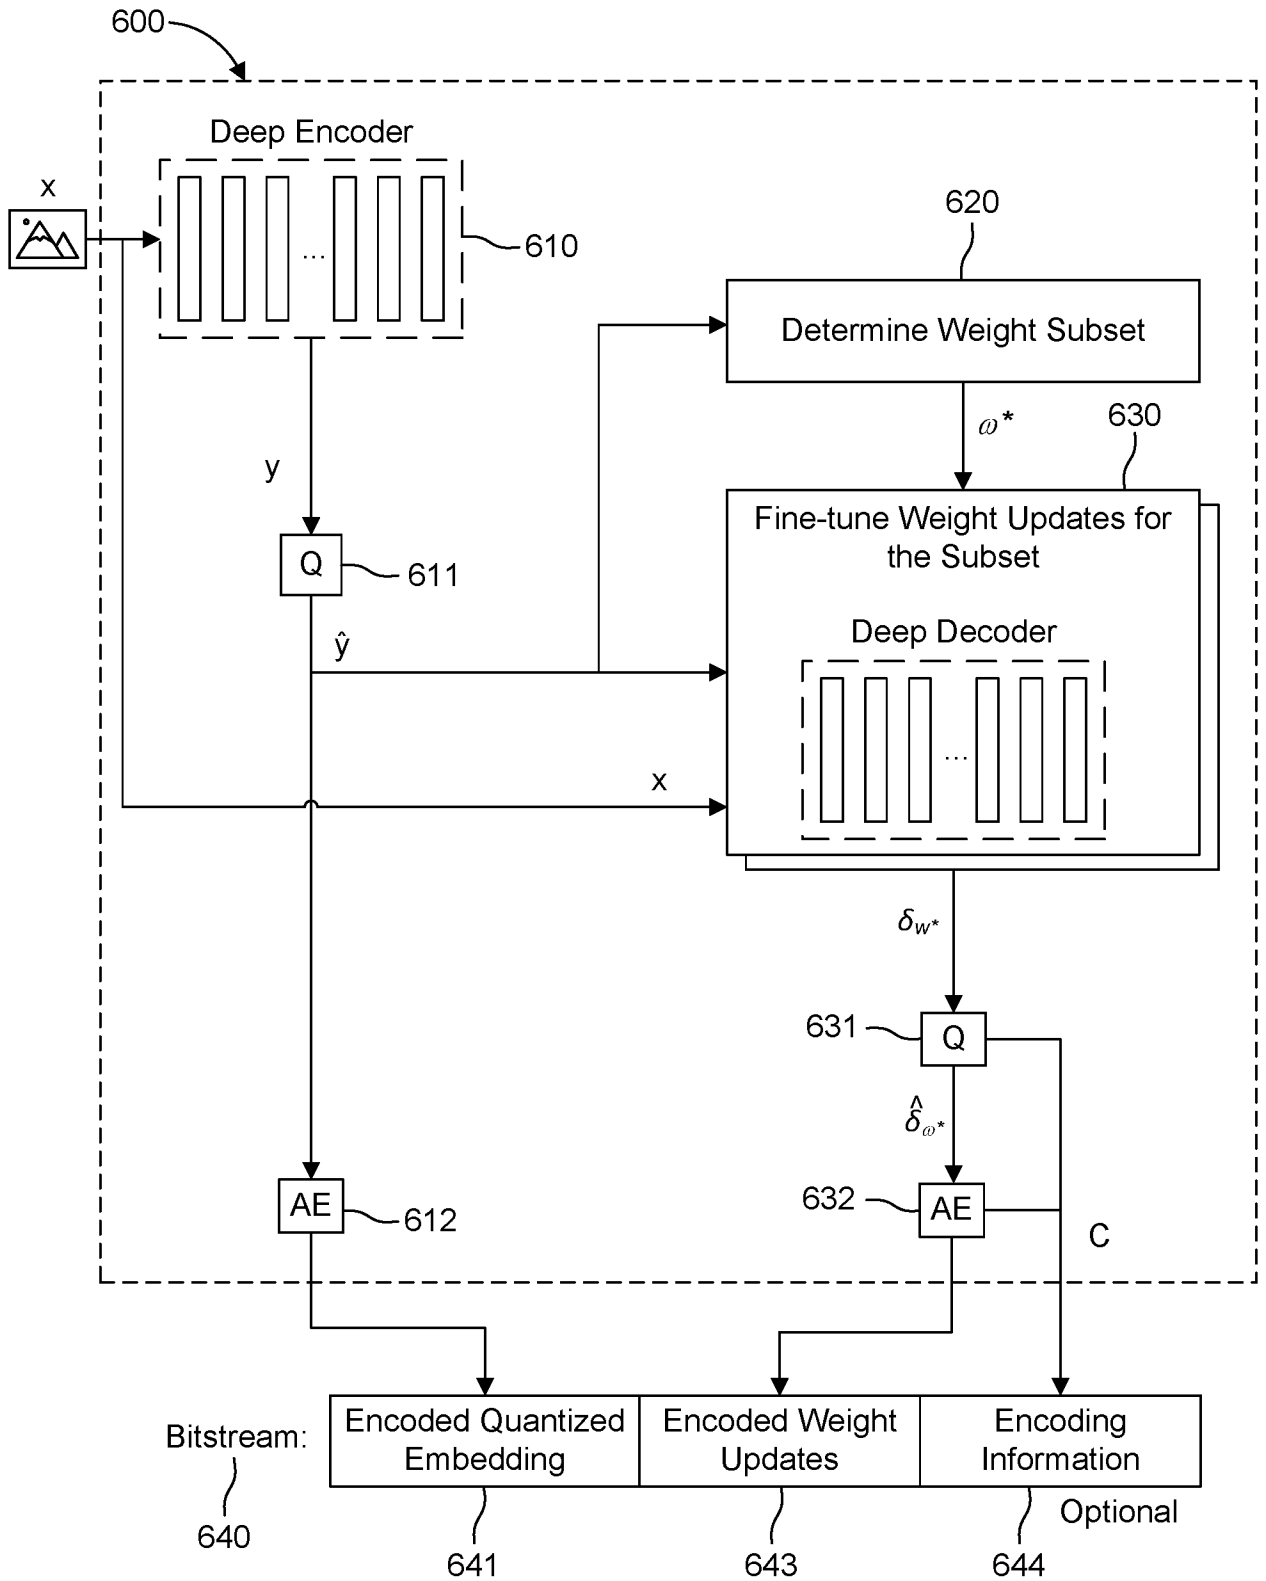 600
Deep Encoder
x
...
610
620
Determine Weight Subset
ω*
630
y
Q
611
ŷ
Fine-tune Weight Updates for
the Subset
Deep Decoder
...
x
δw*
631
Q
δ̂ω*
AE
612
632
AE
C
Bitstream:
Encoded Quantized
Embedding
Encoded Weight
Updates
Encoding
Information
Optional
640
641
643
644